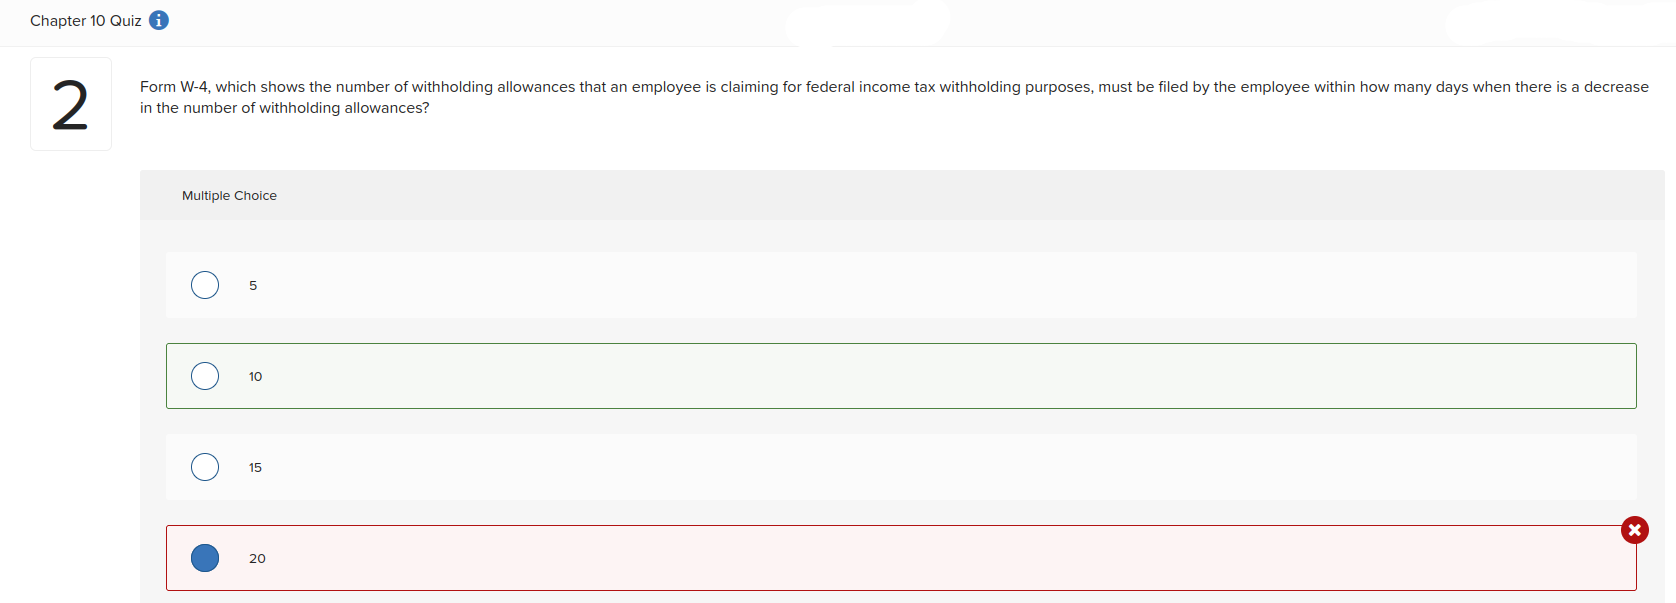 Chapter 10 Quiz i
2
Form W-4, which shows the number of withholding allowances that an employee is claiming for federal income tax withholding purposes, must be filed by the employee within how many days when there is a decrease
in the number of withholding allowances?
Multiple Choice
5
10
15
20